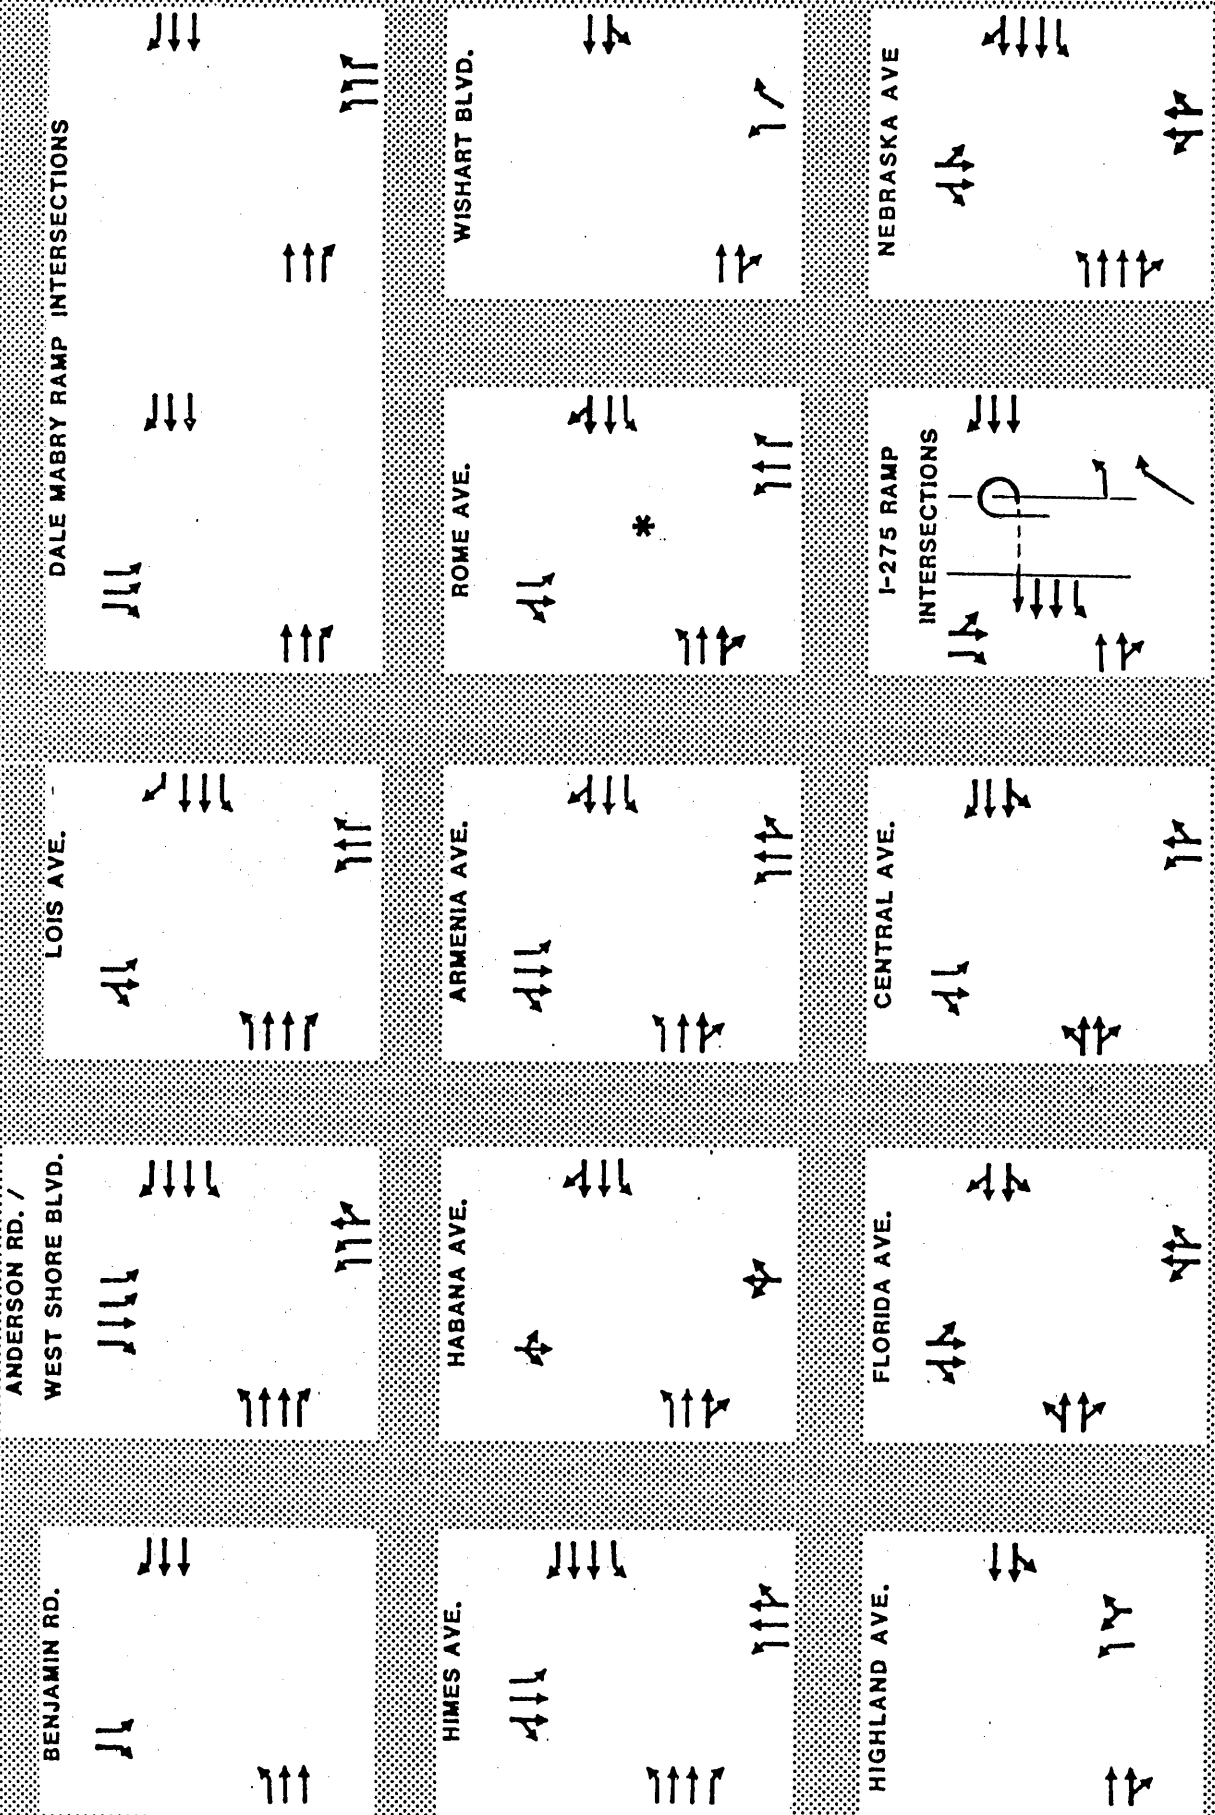 BENJAMIN RD.
ANDERSON RD. /
WEST SHORE BLVD.
LOIS AVE.
DALE MABRY RAMP INTERSECTIONS
HIMES AVE.
HABANA AVE.
ARMENIA AVE.
ROME AVE.
*
WISHART BLVD.
HIGHLAND AVE.
FLORIDA AVE.
CENTRAL AVE.
I-275 RAMP
INTERSECTIONS
NEBRASKA AVE